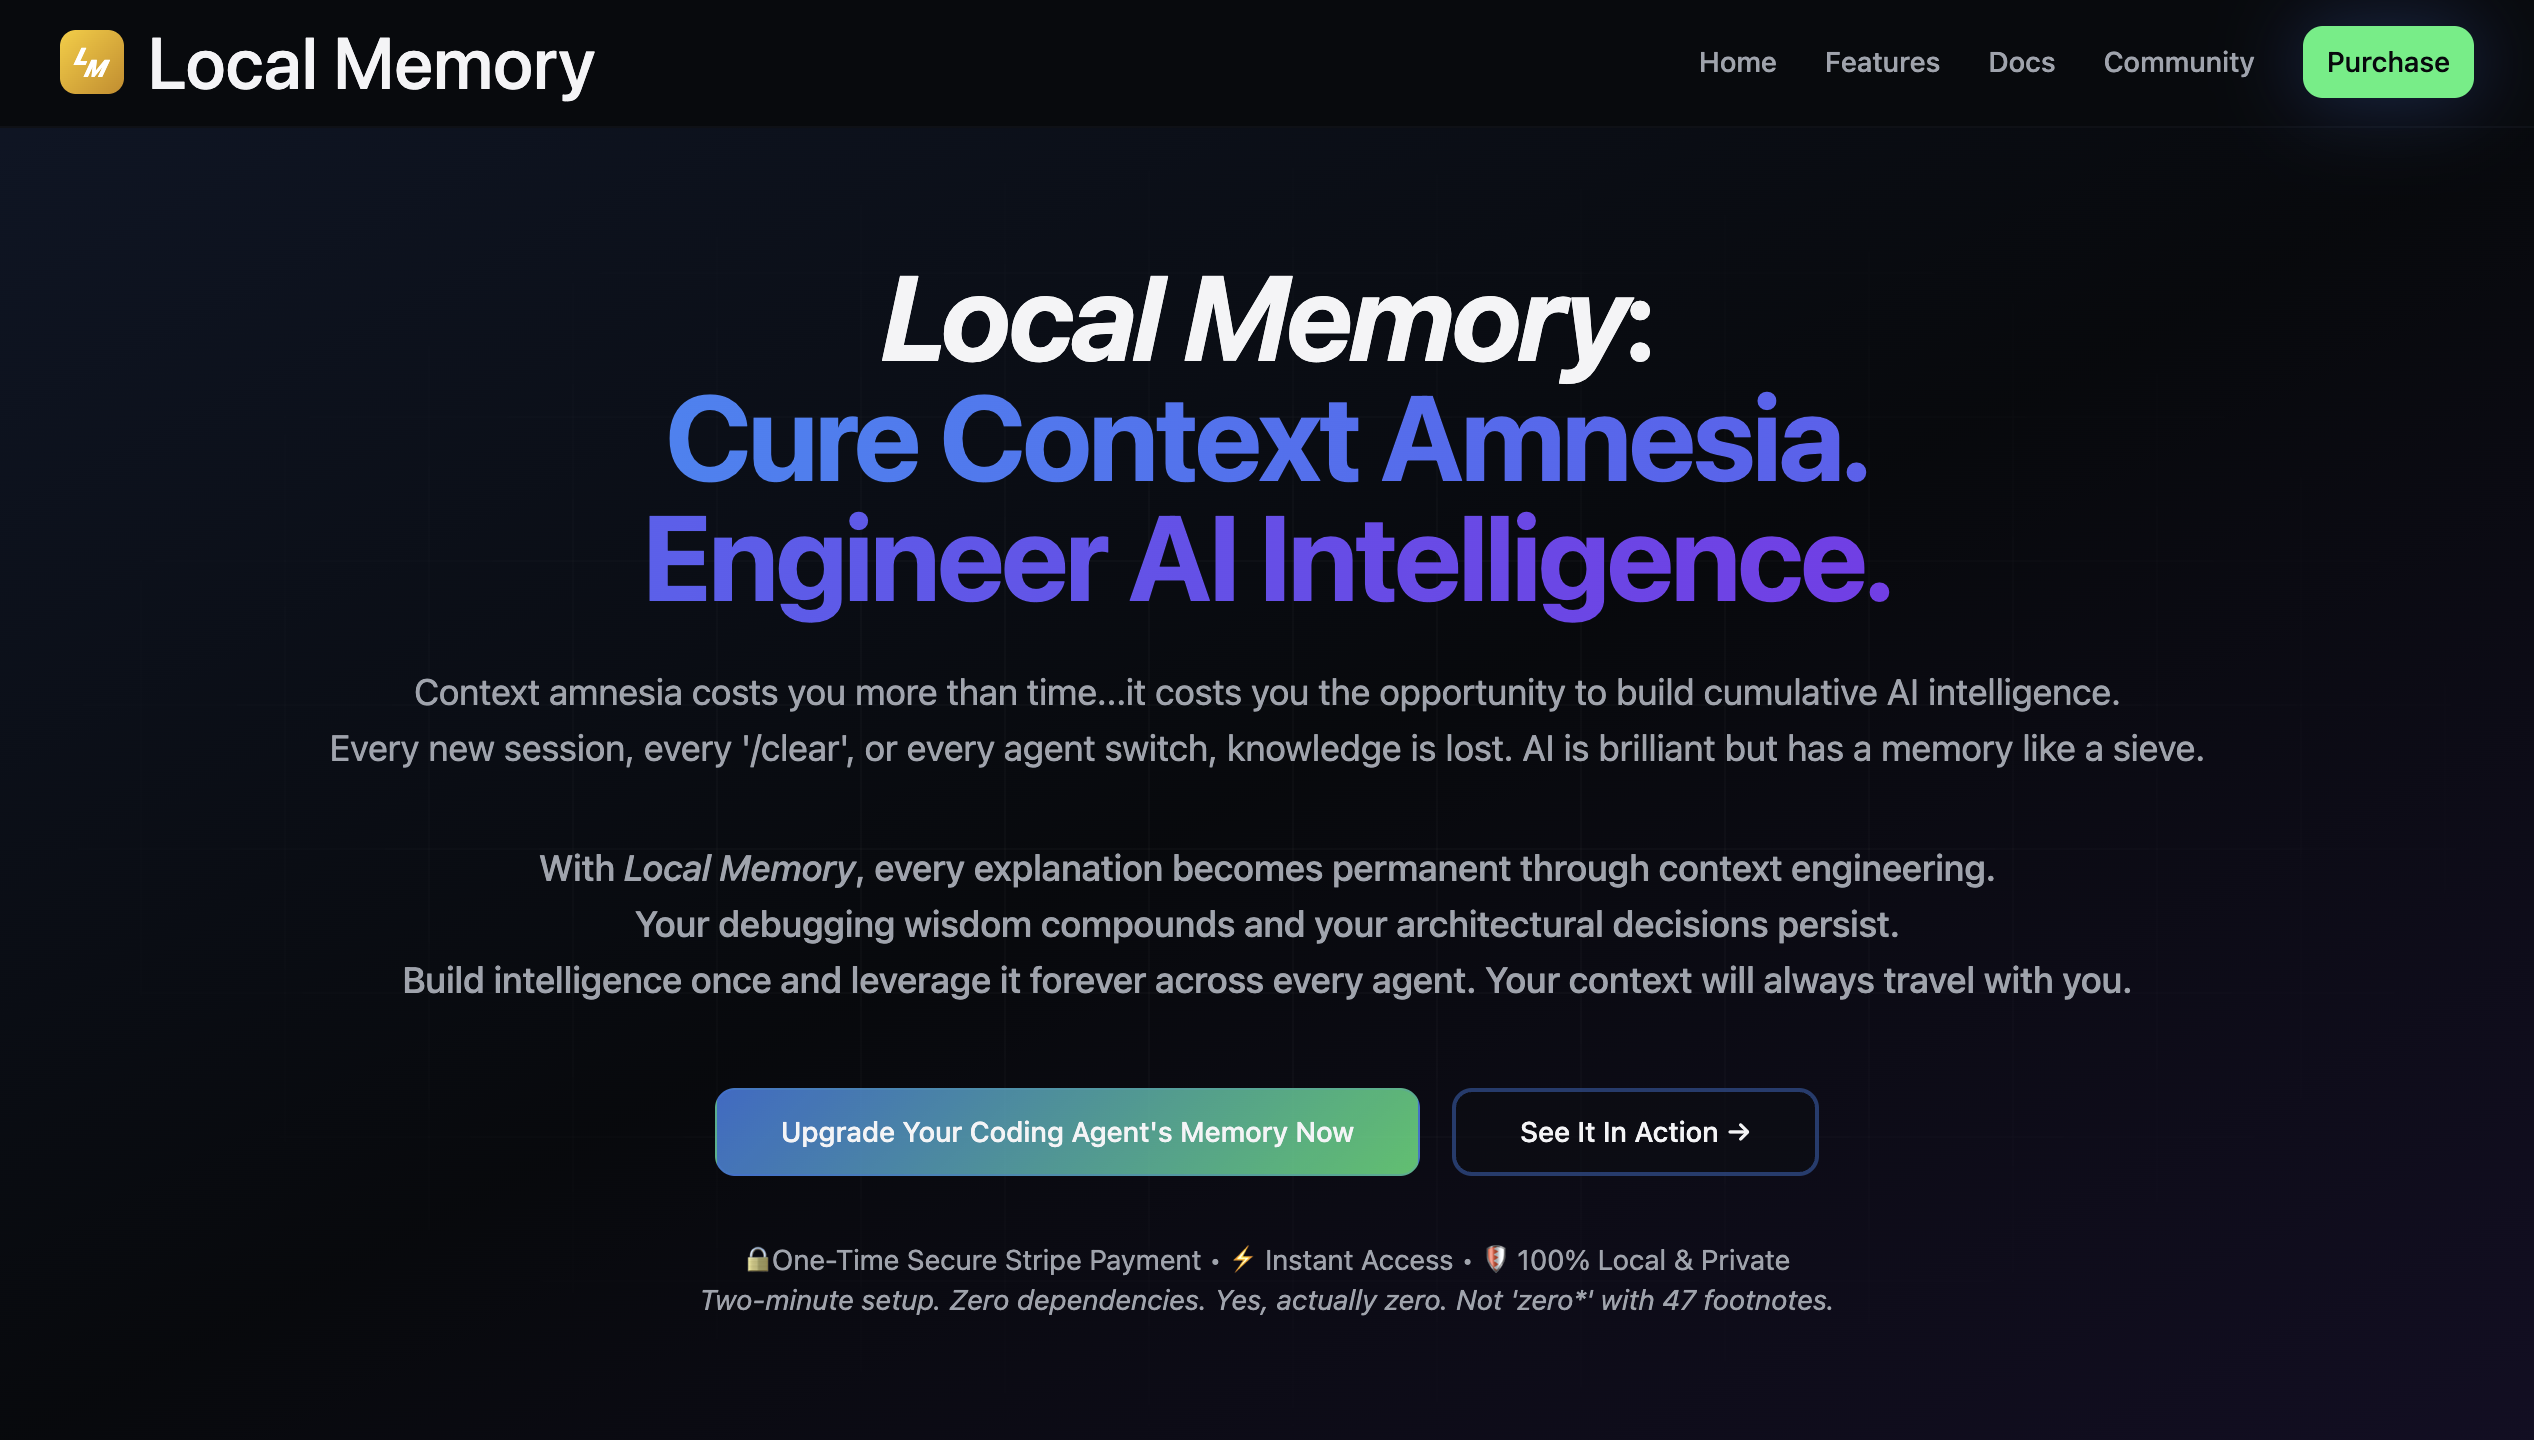 LM Local Memory
Home Features Docs Community Purchase
Local Memory:
Cure Context Amnesia.
Engineer AI Intelligence.
Context amnesia costs you more than time...it costs you the opportunity to build cumulative AI intelligence.
Every new session, every '/clear', or every agent switch, knowledge is lost. AI is brilliant but has a memory like a sieve.
With Local Memory, every explanation becomes permanent through context engineering.
Your debugging wisdom compounds and your architectural decisions persist.
Build intelligence once and leverage it forever across every agent. Your context will always travel with you.
Upgrade Your Coding Agent's Memory Now
See It In Action →
🔒One-Time Secure Stripe Payment • ⚡ Instant Access • 🛡️ 100% Local & Private
Two-minute setup. Zero dependencies. Yes, actually zero. Not 'zero*' with 47 footnotes.